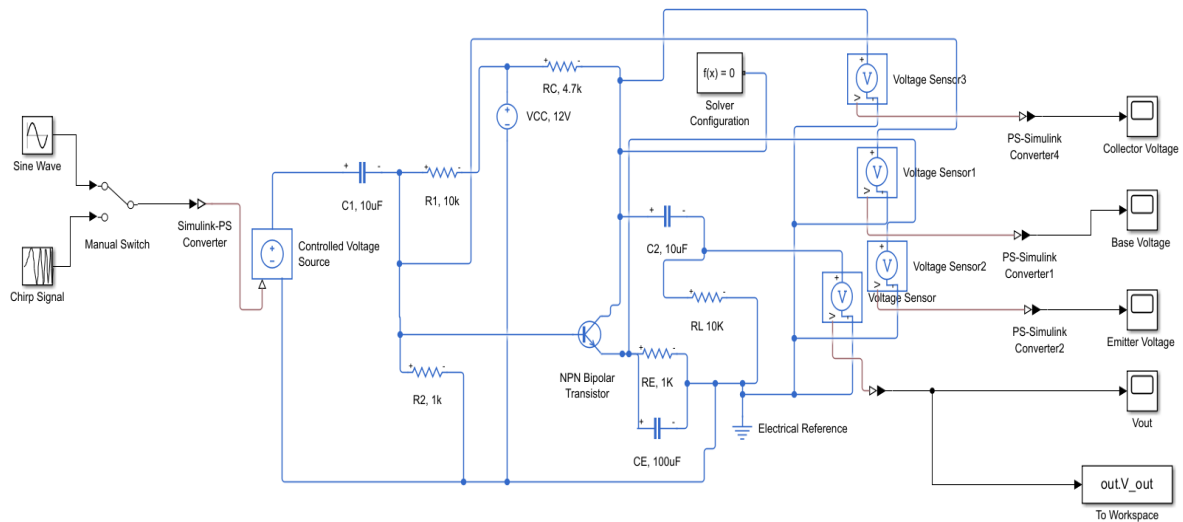 Sine Wave
Chirp Signal
Manual Switch
Simulink-PS
Converter
+
-
Controlled Voltage
Source
+ -
C1, 10uF
+ -
R1, 10k
+ -
R2, 1k
+ -
RC, 4.7k
+
-
VCC, 12V
f(x) = 0
Solver
Configuration
+ -
C2, 10uF
+ -
RL 10K
NPN Bipolar
Transistor
+ -
RE, 1K
+ -
CE, 100uF
Electrical Reference
+
V
-
Voltage Sensor3
+
V
-
Voltage Sensor1
+
V
-
Voltage Sensor2
+
V
-
Voltage Sensor
PS-Simulink
Converter4
Collector Voltage
PS-Simulink
Converter1
Base Voltage
PS-Simulink
Converter2
Emitter Voltage
Vout
out.V_out
To Workspace